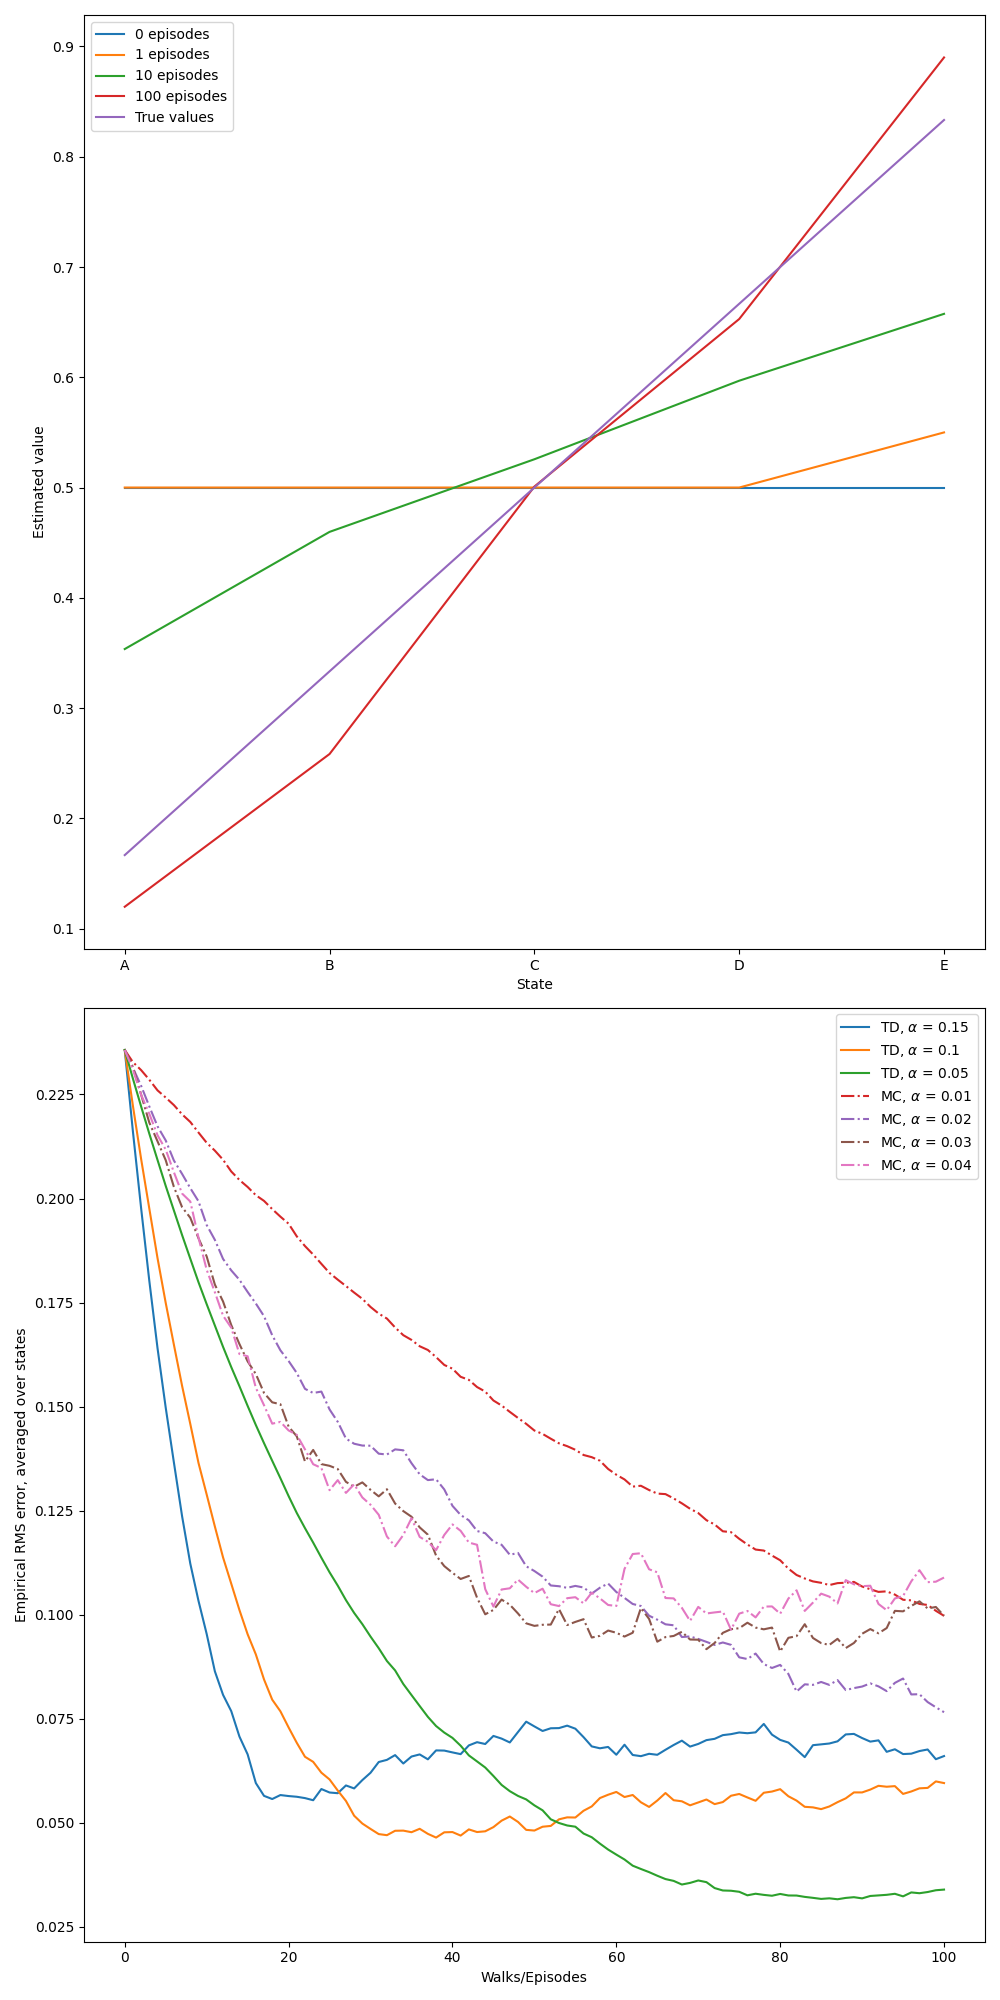 0 episodes
1 episodes
10 episodes
100 episodes
True values
0.9
0.8
0.7
0.6
0.5
0.4
0.3
0.2
0.1
Estimated value
A B C D E
State
TD, α = 0.15
TD, α = 0.1
TD, α = 0.05
MC, α = 0.01
MC, α = 0.02
MC, α = 0.03
MC, α = 0.04
0.225
0.200
0.175
0.150
0.125
0.100
0.075
0.050
0.025
Empirical RMS error, averaged over states
0 20 40 60 80 100
Walks/Episodes